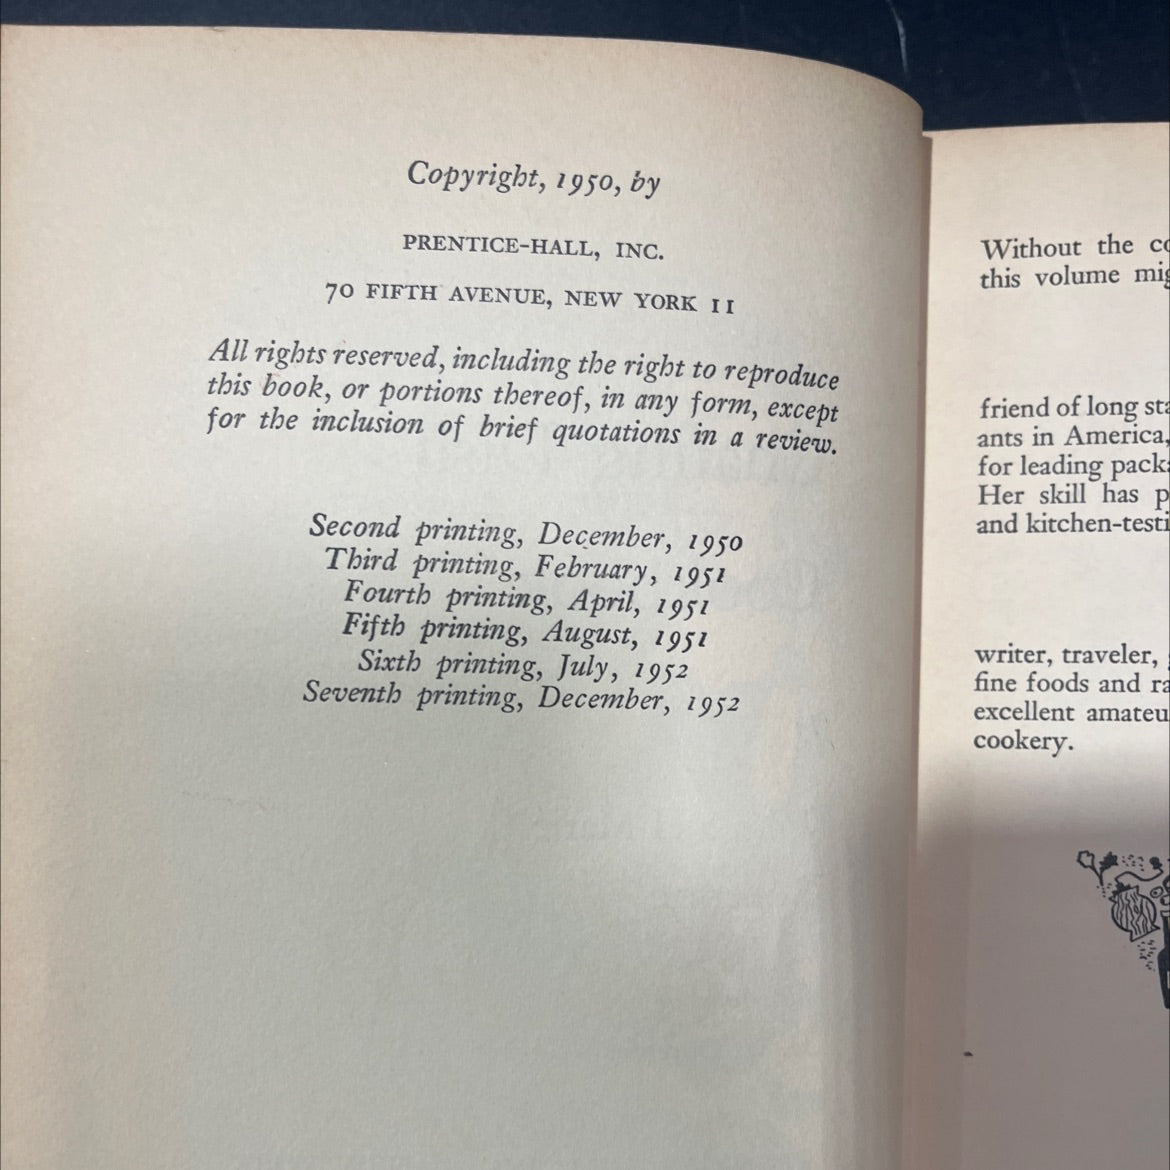 Copyright, 1950, by
PRENTICE-HALL, INC.
70 FIFTH AVENUE, NEW YORK 11
All rights reserved, including the right to reproduce
this book, or portions thereof, in any form, except
for the inclusion of brief quotations in a review.
Second printing, December, 1950
Third printing, February, 1951
Fourth printing, April, 1951
Fifth printing, August, 1951
Sixth printing, July, 1952
Seventh printing, December, 1952
Without the
this volume
friend of long
ants in America,
for leading
Her skill has
and
writer, traveler,
fine foods and
excellent
cookery.